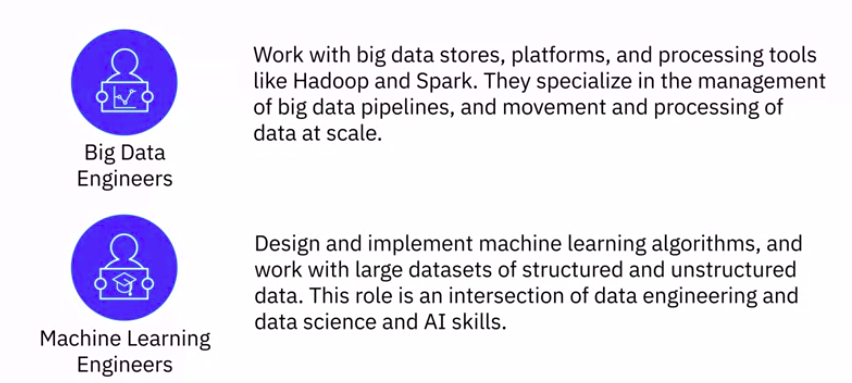 Big Data
Engineers
Work with big data stores, platforms, and processing tools
like Hadoop and Spark. They specialize in the management
of big data pipelines, and movement and processing of
data at scale.
Machine Learning
Engineers
Design and implement machine learning algorithms, and
work with large datasets of structured and unstructured
data. This role is an intersection of data engineering and
data science and AI skills.